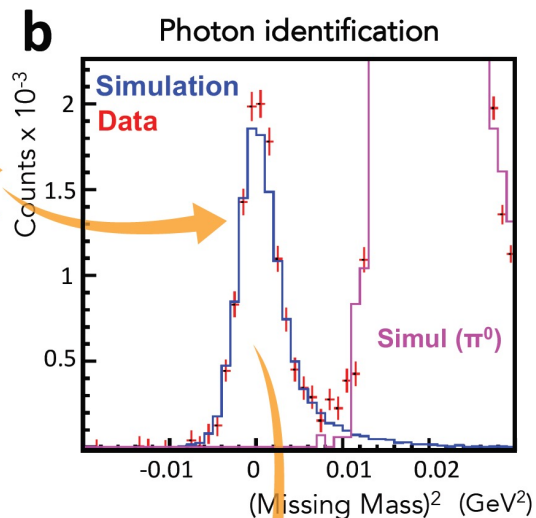 b
Photon identification
Counts x 10⁻³
Simulation
Data
2
1.5
1
0.5
Simul (π⁰)
-0.01 0 0.01 0.02
(Missing Mass)² (GeV²)